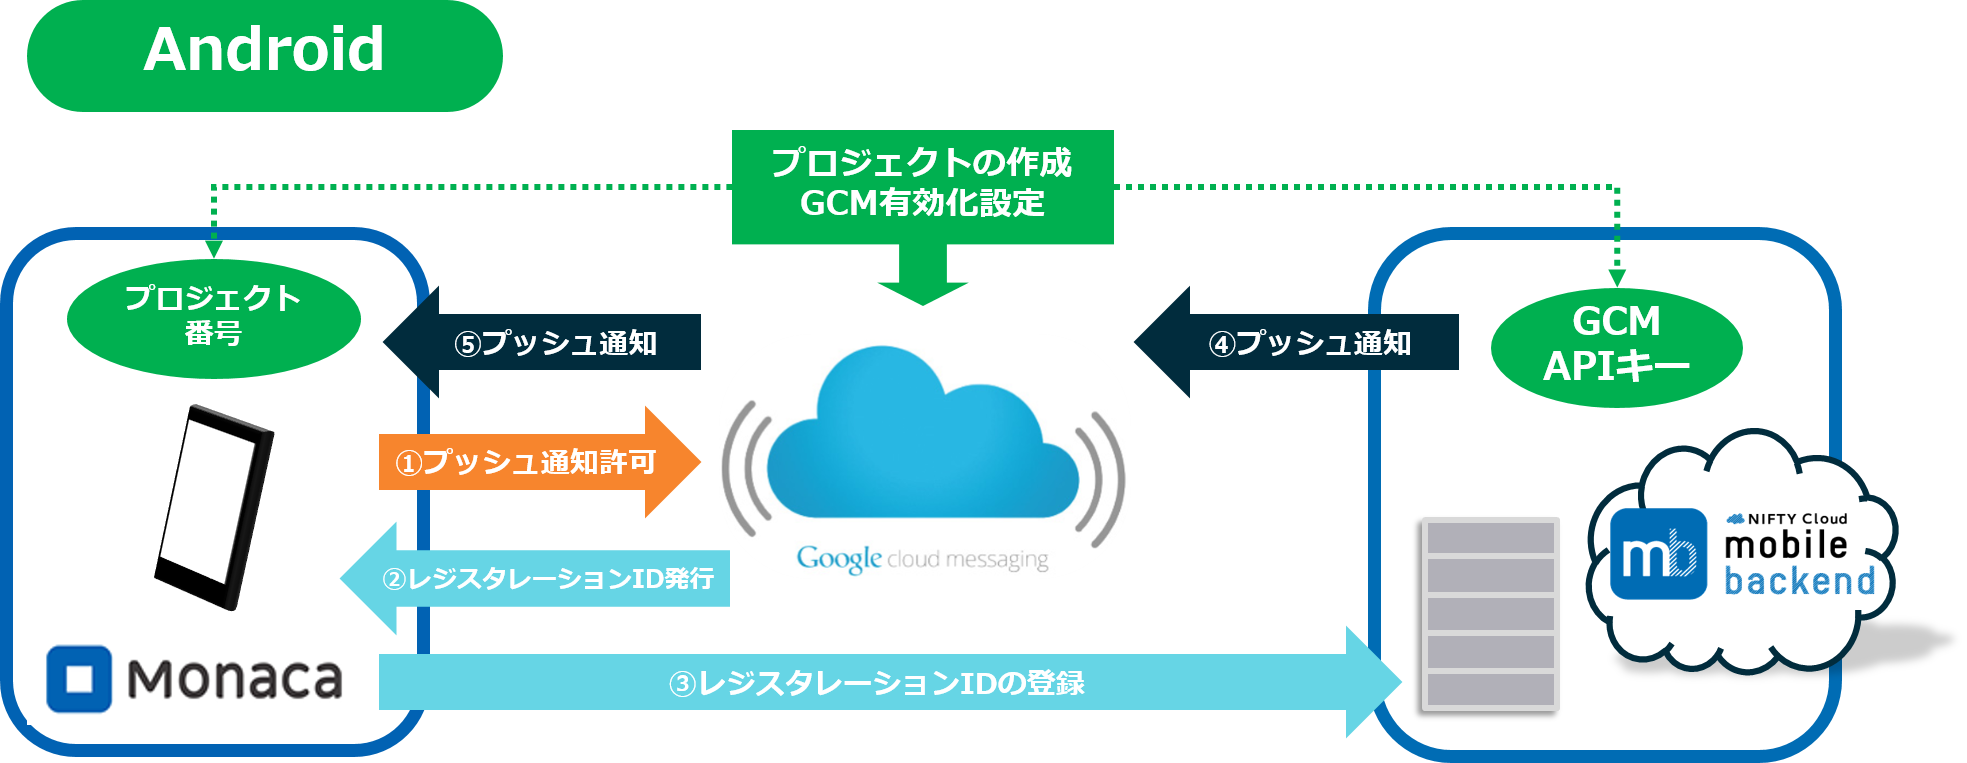 Android
プロジェクトの作成
GCM有効化設定
プロジェクト
番号
GCM
APIキー
⑤プッシュ通知
④プッシュ通知
①プッシュ通知許可
Google cloud messaging
②レジスタレーションID発行
③レジスタレーションIDの登録
Monaca
mb
NIFTY Cloud
mobile
backend